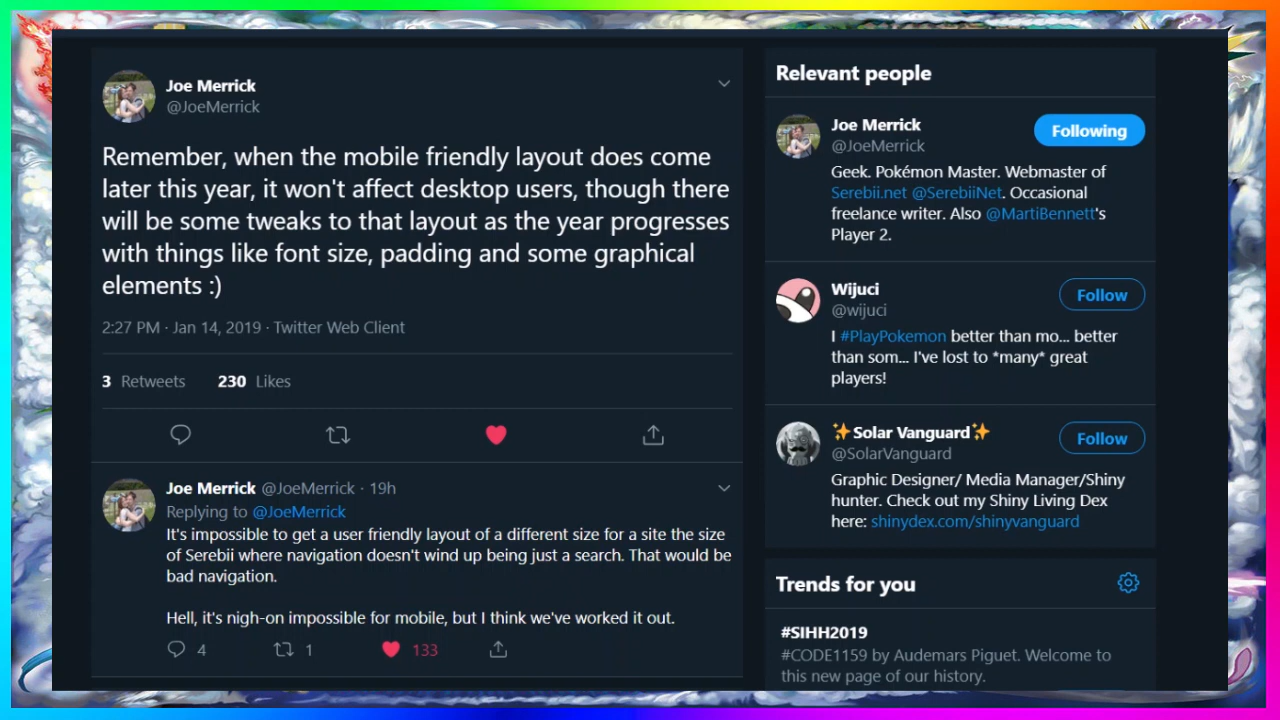 Joe Merrick
@JoeMerrick
Remember, when the mobile friendly layout does come
later this year, it won't affect desktop users, though there
will be some tweaks to that layout as the year progresses
with things like font size, padding and some graphical
elements :)
2:27 PM · Jan 14, 2019 · Twitter Web Client
3 Retweets 230 Likes
Joe Merrick @JoeMerrick · 19h
Replying to @JoeMerrick
It's impossible to get a user friendly layout of a different size for a site the size
of Serebii where navigation doesn't wind up being just a search. That would be
bad navigation.
Hell, it's nigh-on impossible for mobile, but I think we've worked it out.
4 1 133
Relevant people
Joe Merrick
@JoeMerrick
Following
Geek. Pokémon Master. Webmaster of
Serebii.net @SerebiiNet. Occasional
freelance writer. Also @MartiBennett's
Player 2.
Wijuci
@wijuci
Follow
I #PlayPokemon better than mo... better
than som... I've lost to *many* great
players!
✨Solar Vanguard✨
@SolarVanguard
Follow
Graphic Designer/ Media Manager/Shiny
hunter. Check out my Shiny Living Dex
here: shinydex.com/shinyvanguard
Trends for you
#SIHH2019
#CODE1159 by Audemars Piguet. Welcome to
this new page of our history.